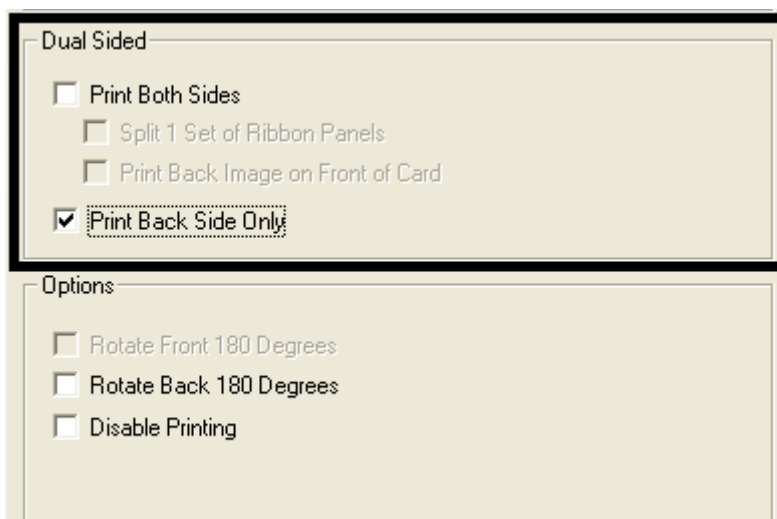 Dual Sided
Print Both Sides
Split 1 Set of Ribbon Panels
Print Back Image on Front of Card
Print Back Side Only
Options
Rotate Front 180 Degrees
Rotate Back 180 Degrees
Disable Printing